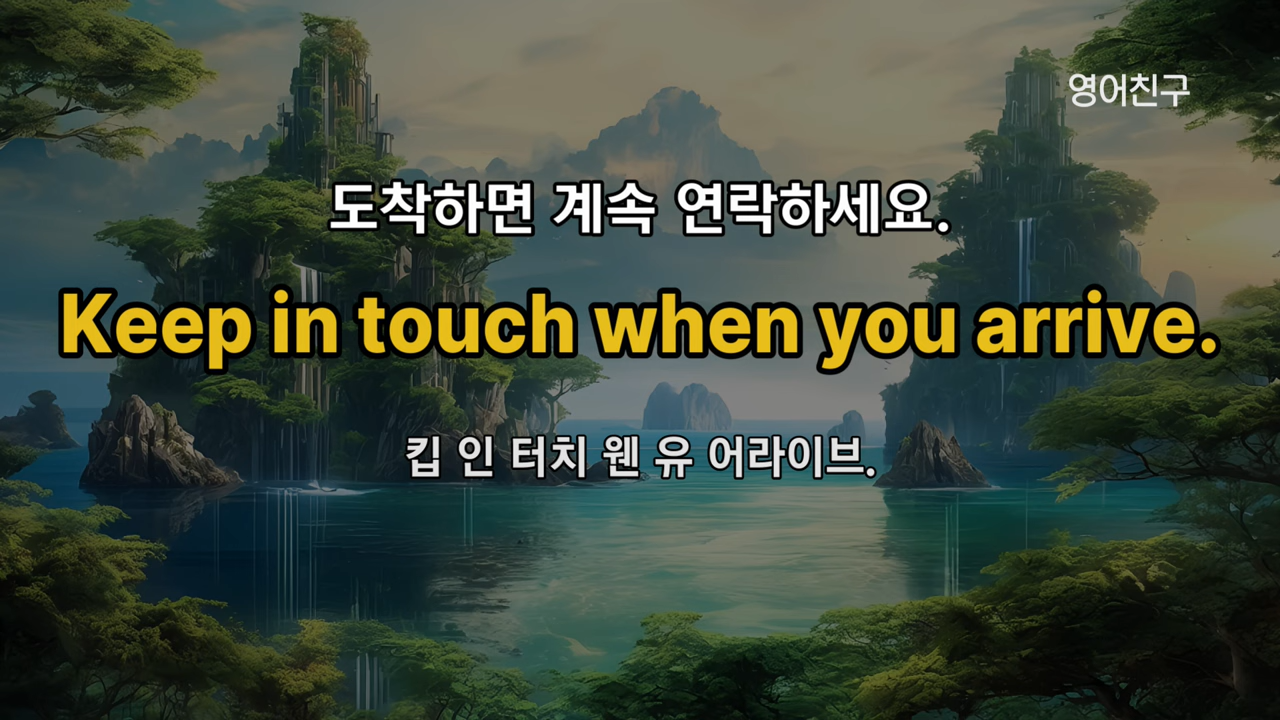 영어친구
도착하면 계속 연락하세요.
Keep in touch when you arrive.
킵 인 터치 웬 유 어라이브.